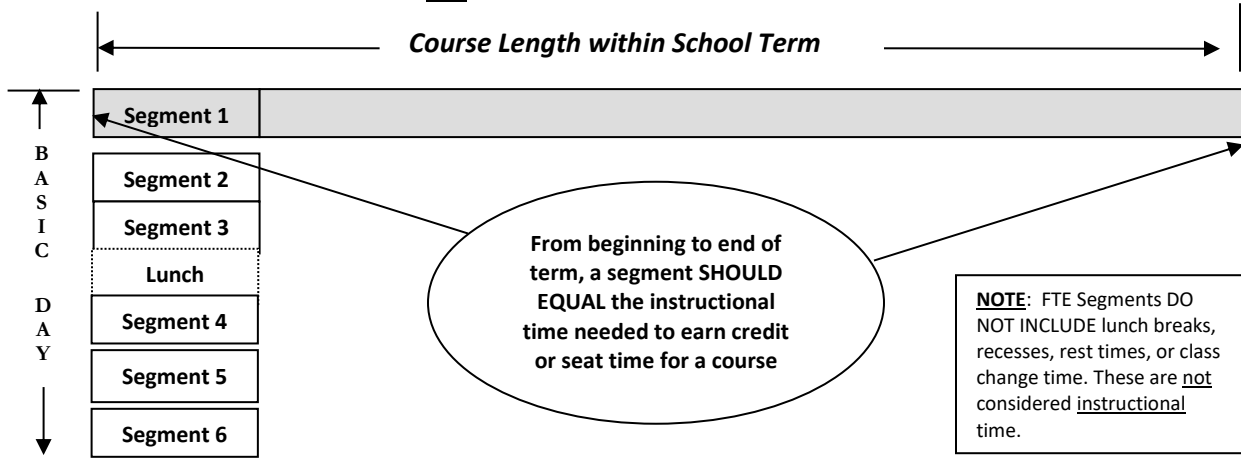 Course Length within School Term
Segment 1
B
A
S
I
C
D
A
Y
Segment 2
Segment 3
Lunch
Segment 4
Segment 5
Segment 6
From beginning to end of
term, a segment SHOULD
EQUAL the instructional
time needed to earn credit
or seat time for a course
NOTE: FTE Segments DO
NOT INCLUDE lunch breaks,
recesses, rest times, or class
change time. These are not
considered instructional
time.